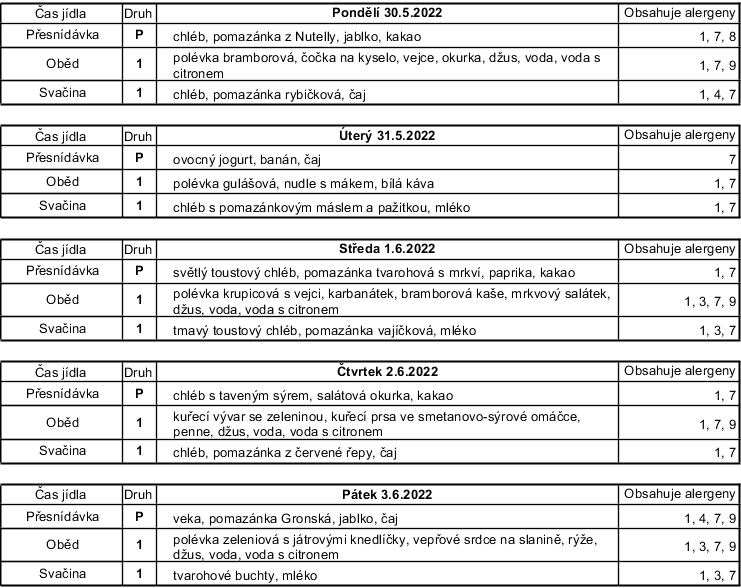 Čas jídla Druh Pondělí 30.5.2022 Obsahuje alergeny
Přesnídávka P chléb, pomazánka z Nutelly, jablko, kakao 1, 7, 8
Oběd 1 polévka bramborová, čočka na kyselo, vejce, okurka, džus, voda, voda s
citronem 1, 7, 9
Svačina 1 chléb, pomazánka rybičková, čaj 1, 4, 7
Čas jídla Druh Úterý 31.5.2022 Obsahuje alergeny
Přesnídávka P ovocný jogurt, banán, čaj 7
Oběd 1 polévka gulášová, nudle s mákem, bílá káva 1, 7
Svačina 1 chléb s pomazánkovým máslem a pažitkou, mléko 1, 7
Čas jídla Druh Středa 1.6.2022 Obsahuje alergeny
Přesnídávka P světlý toustový chléb, pomazánka tvarohová s mrkví, paprika, kakao 1, 7
Oběd 1 polévka krupicová s vejci, karbanátek, bramborová kaše, mrkvový salátek,
džus, voda, voda s citronem 1, 3, 7, 9
Svačina 1 tmavý toustový chléb, pomazánka vajíčková, mléko 1, 3, 7
Čas jídla Druh Čtvrtek 2.6.2022 Obsahuje alergeny
Přesnídávka P chléb s taveným sýrem, salátová okurka, kakao 1, 7
Oběd 1 kuřecí vývar se zeleninou, kuřecí prsa ve smetanovo-sýrové omáčce,
penne, džus, voda, voda s citronem 1, 7, 9
Svačina 1 chléb, pomazánka z červené řepy, čaj 1, 7
Čas jídla Druh Pátek 3.6.2022 Obsahuje alergeny
Přesnídávka P veka, pomazánka Gronská, jablko, čaj 1, 4, 7, 9
Oběd 1 polévka zeleniová s játrovými knedlíčky, vepřové srdce na slanině, rýže,
džus, voda, voda s citronem 1, 3, 7, 9
Svačina 1 tvarohové buchty, mléko 1, 3, 7